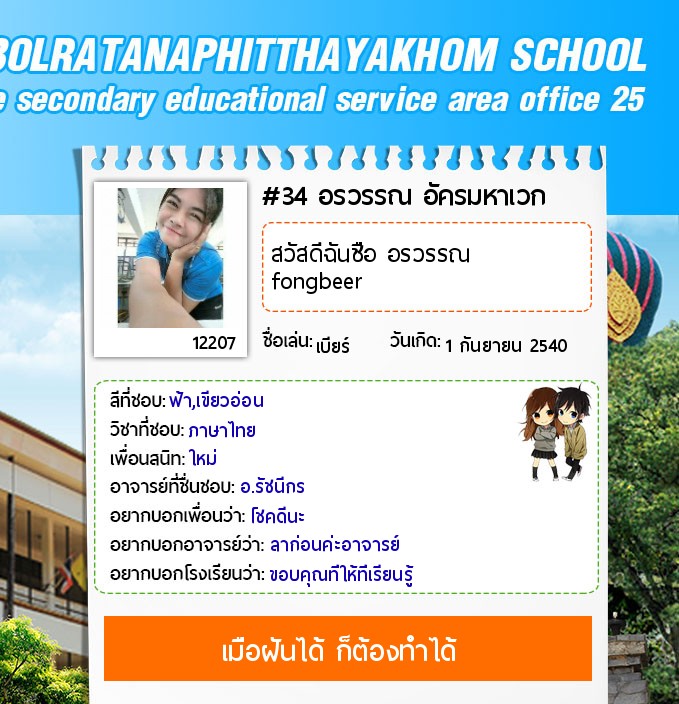 BOLRATANAPHITTHAYAKHOM SCHOOL
secondary educational service area office 25
#34 อรวรรณ อัครมหาเวก
สวัสดีฉันชื่อ อรวรรณ
fongbeer
12207
ชื่อเล่น: เบียร์ วันเกิด: 1 กันยายน 2540
สีที่ชอบ: ฟ้า,เขียวอ่อน
วิชาที่ชอบ: ภาษาไทย
เพื่อนสนิท: ใหม่
อาจารย์ที่ชื่นชอบ: อ.รัชนีกร
อยากบอกเพื่อนว่า: โชคดีนะ
อยากบอกอาจารย์ว่า: ลาก่อนค่ะอาจารย์
อยากบอกโรงเรียนว่า: ขอบคุณที่ให้ที่เรียนรู้
เมื่อฝันได้ ก็ต้องทำได้